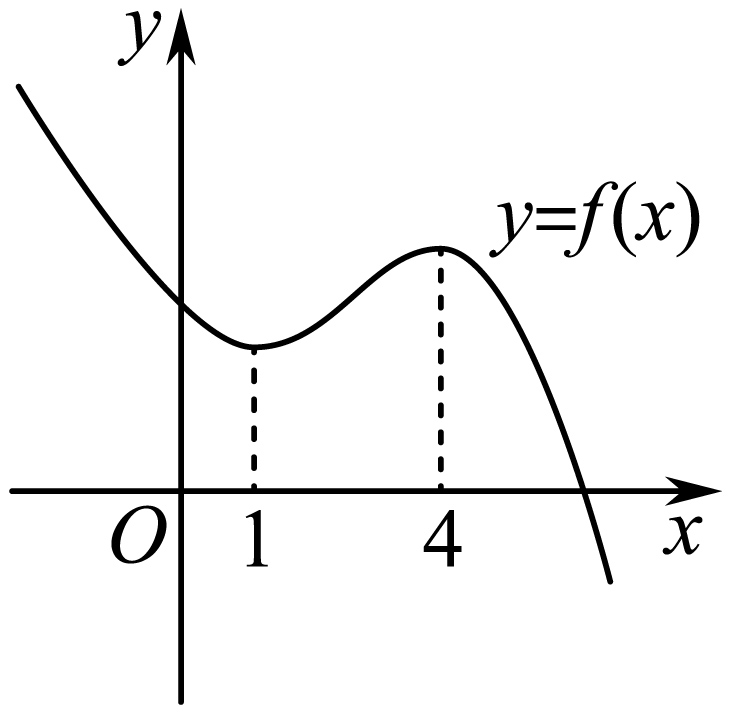 y
y=f(x)
O 1 4 x